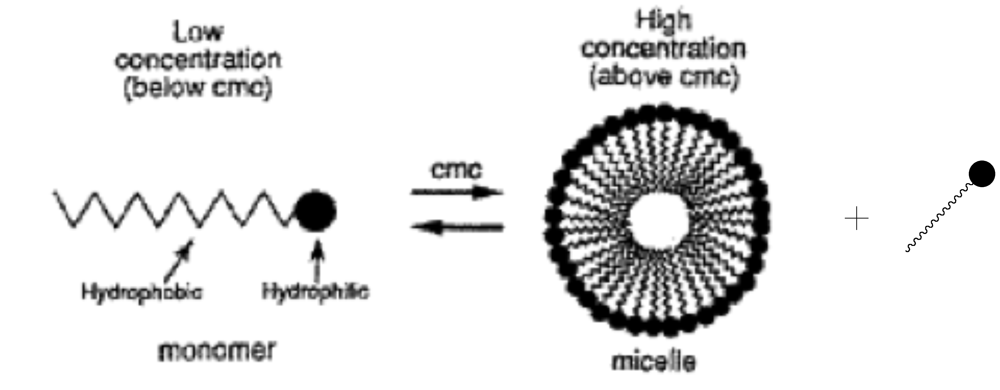 Low
concentration
(below cmc)
High
concentration
(above cmc)
cmc
Hydrophobic
Hydrophilic
monomer
micelle